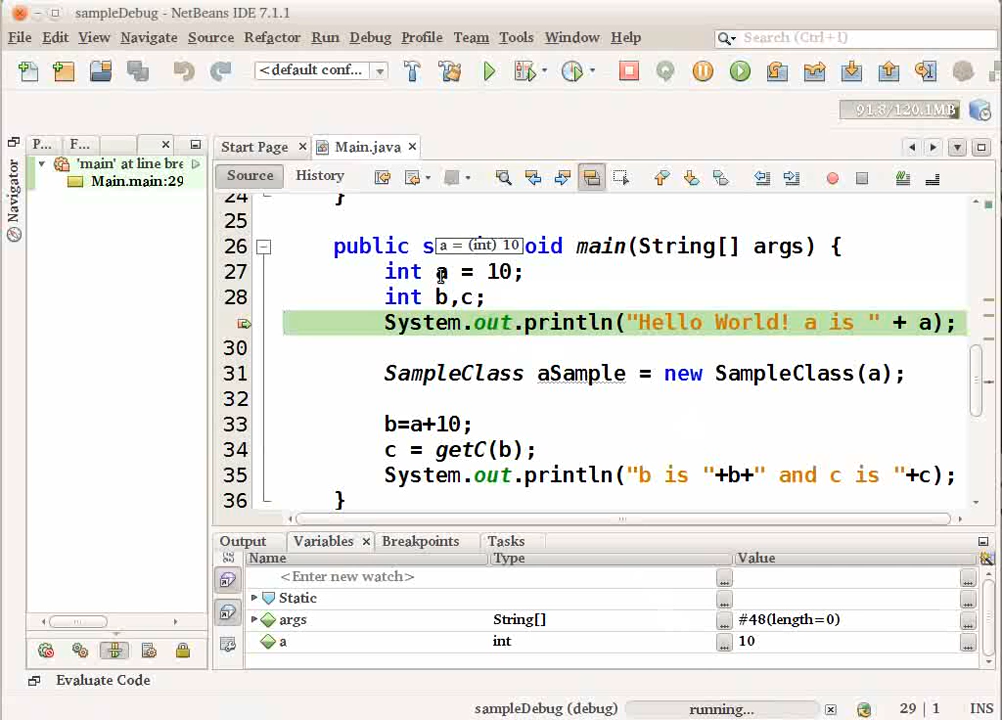 sampleDebug - NetBeans IDE 7.1.1
File Edit View Navigate Source Refactor Run Debug Profile Team Tools Window Help
Search (Ctrl+I)
<default conf...
91.8/120.1MB
P... F...
Start Page Main.java
Navigator
'main' at line bre
Main.main:29
Source History
24 }
25
26 public s oid main(String[] args) {
a = (int) 10
27 int a = 10;
28 int b,c;
System.out.println("Hello World! a is " + a);
30
31 SampleClass aSample = new SampleClass(a);
32
33 b=a+10;
34 c = getC(b);
35 System.out.println("b is "+b+" and c is "+c);
36 }
Output Variables Breakpoints Tasks
Name Type Value
<Enter new watch> ... ...
Static ... ...
args String[] ... #48(length=0) ...
a int ... 10 ...
Evaluate Code
sampleDebug (debug) running... 29 | 1 INS